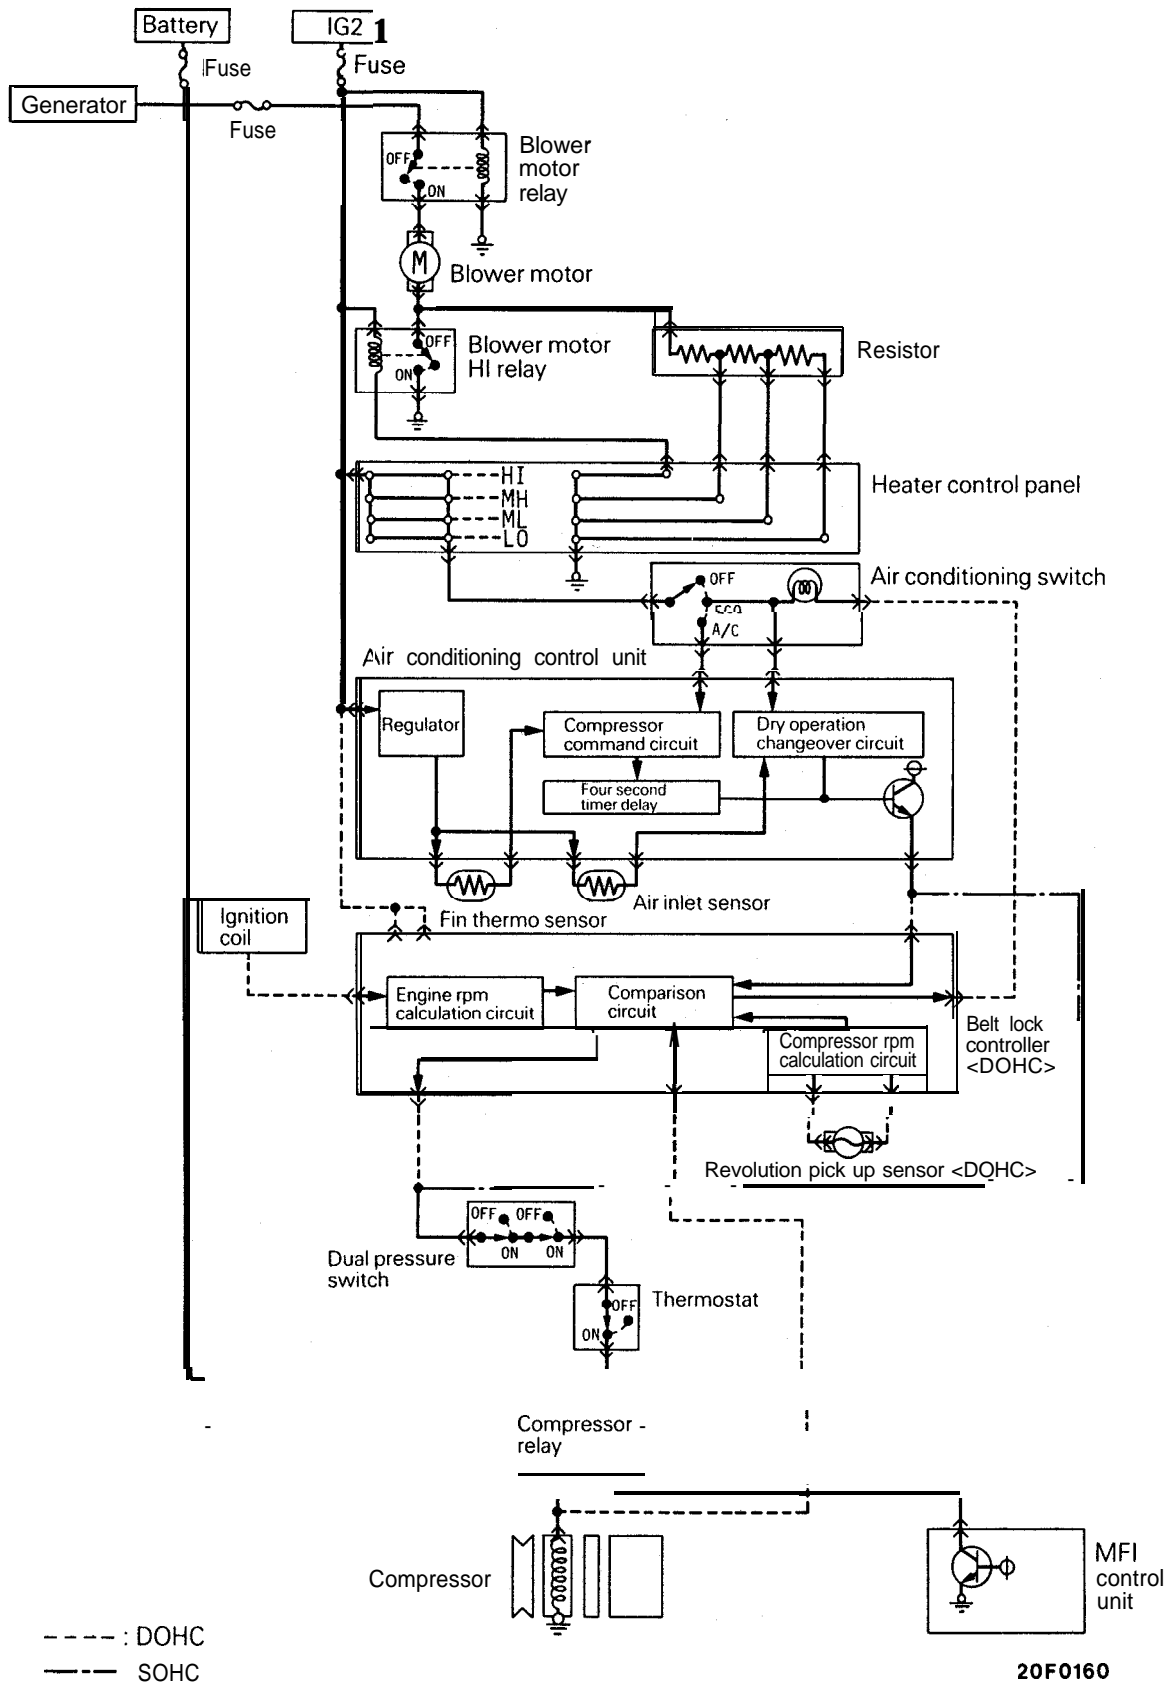 Battery
IG2 1
Fuse
Fuse
Generator
Fuse
OFF
ON
Blower
motor
relay
M
Blower motor
OFF
ON
Blower motor
HI relay
Resistor
HI
MH
ML
LO
Heater control panel
OFF
A/C
Air conditioning switch
Air conditioning control unit
Regulator
Compressor
command circuit
Dry operation
changeover circuit
Four second
timer delay
Air inlet sensor
Fin thermo sensor
Ignition
coil
Engine rpm
calculation circuit
Comparison
circuit
Compressor rpm
calculation circuit
Belt lock
controller
<DOHC>
Revolution pick up sensor <DOHC>
OFF OFF
ON ON
Dual pressure
switch
OFF
ON
Thermostat
Compressor
relay
Compressor
MFI
control
unit
: DOHC
SOHC
20F0160